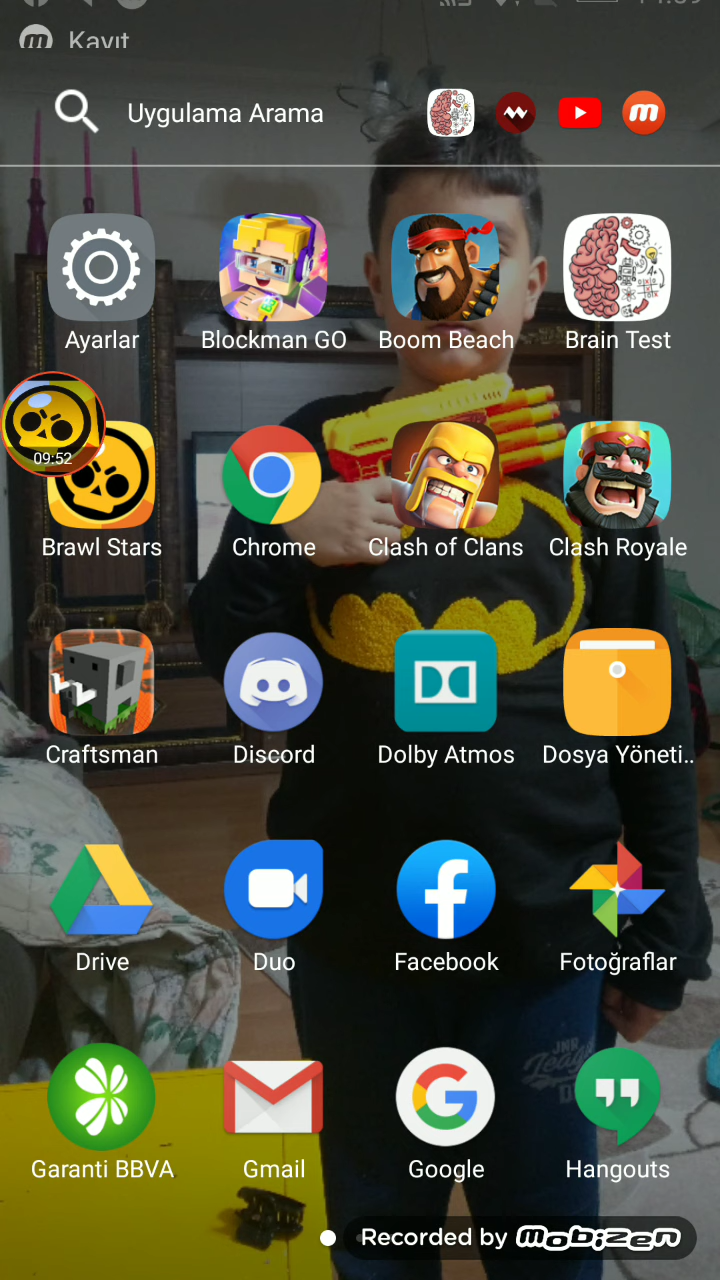 Kayıt
Uygulama Arama
Ayarlar
Blockman GO
Boom Beach
Brain Test
09:52
Brawl Stars
Chrome
Clash of Clans
Clash Royale
Craftsman
Discord
Dolby Atmos
Dosya Yöneti..
Drive
Duo
Facebook
Fotoğraflar
Garanti BBVA
Gmail
Google
Hangouts
JNR
League
Recorded by mobizen